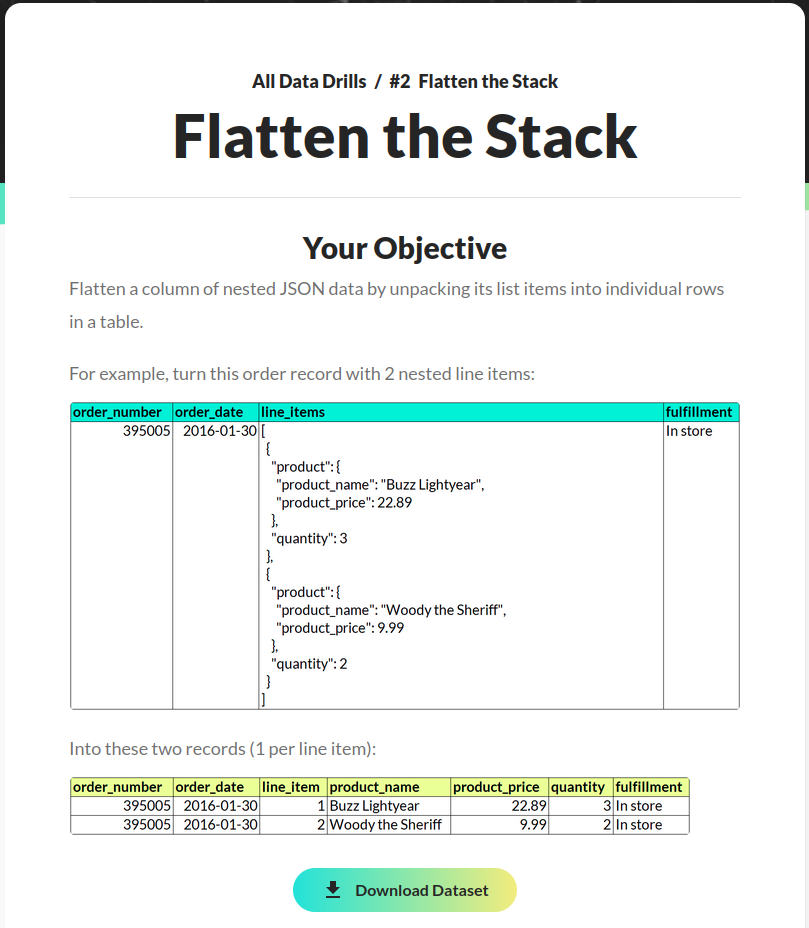 All Data Drills / #2 Flatten the Stack
Flatten the Stack
Your Objective
Flatten a column of nested JSON data by unpacking its list items into individual rows
in a table.
For example, turn this order record with 2 nested line items:
order_number order_date line_items fulfillment
395005 2016-01-30 [ In store
{
"product": {
"product_name": "Buzz Lightyear",
"product_price": 22.89
},
"quantity": 3
},
{
"product": {
"product_name": "Woody the Sheriff",
"product_price": 9.99
},
"quantity": 2
}
]
Into these two records (1 per line item):
order_number order_date line_item product_name product_price quantity fulfillment
395005 2016-01-30 1 Buzz Lightyear 22.89 3 In store
395005 2016-01-30 2 Woody the Sheriff 9.99 2 In store
Download Dataset